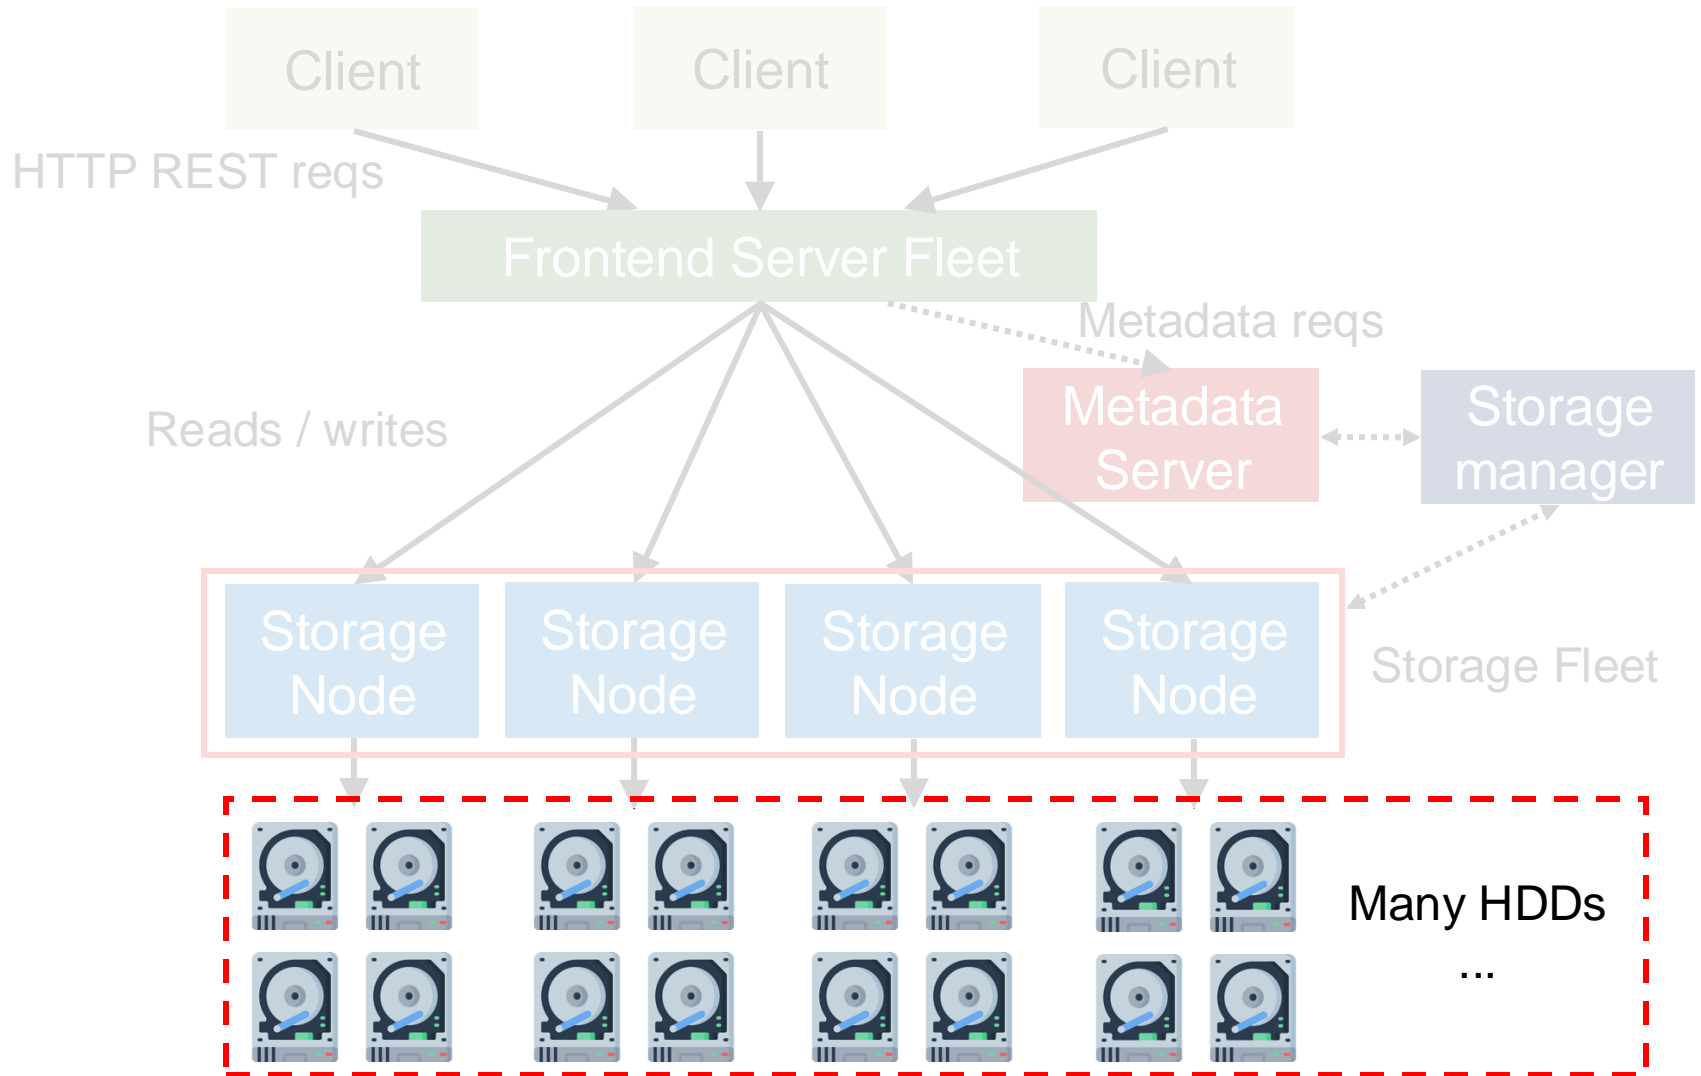 Client
Client
Client
HTTP REST reqs
Frontend Server Fleet
Metadata reqs
Metadata
Server
Storage
manager
Reads / writes
Storage
Node
Storage
Node
Storage
Node
Storage
Node
Storage Fleet
Many HDDs
...